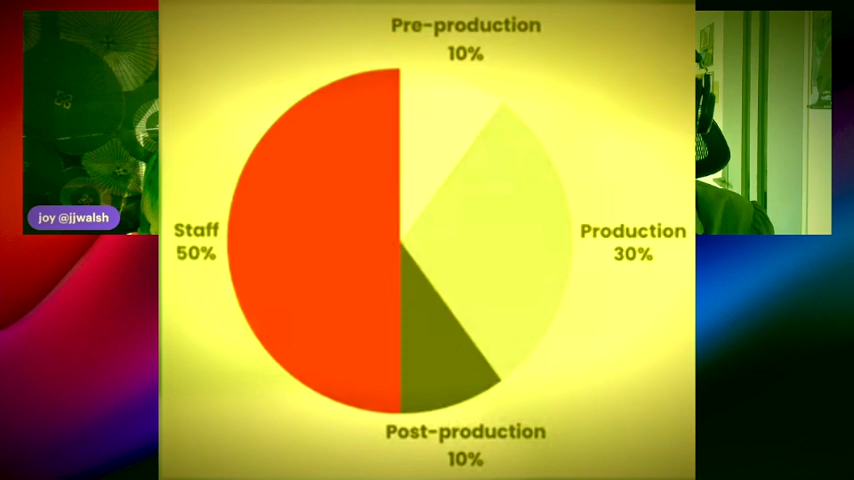 Pre-production
10%
Staff
50%
Production
30%
Post-production
10%
joy @jjwalsh